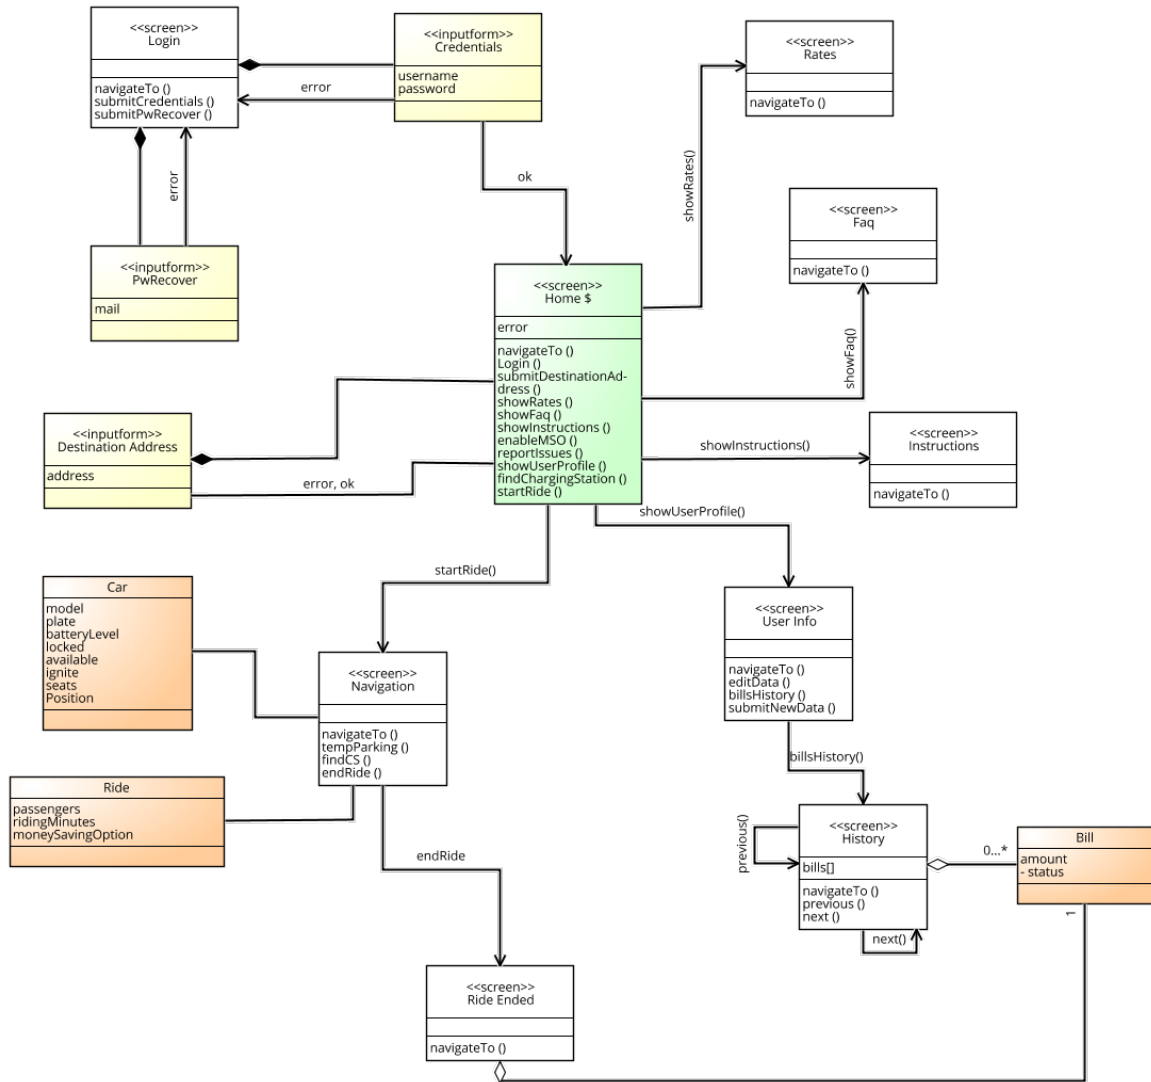 <<screen>>
Login
navigateTo ()
submitCredentials ()
submitPwRecover ()
<<inputform>>
Credentials
username
password
error
<<screen>>
Rates
navigateTo ()
error
ok
showRates()
<<screen>>
Faq
navigateTo ()
<<inputform>>
PwRecover
mail
<<screen>>
Home $
error
navigateTo ()
Login ()
submitDestinationAd-
dress ()
showRates ()
showFaq ()
showInstructions ()
enableMSO ()
reportIssues ()
showUserProfile ()
findChargingStation ()
startRide ()
showFaq()
<<inputform>>
Destination Address
address
error, ok
showInstructions()
<<screen>>
Instructions
navigateTo ()
showUserProfile()
startRide()
Car
model
plate
batteryLevel
locked
available
ignite
seats
Position
<<screen>>
Navigation
navigateTo ()
tempParking ()
findCS ()
endRide ()
<<screen>>
User Info
navigateTo ()
editData ()
billsHistory ()
submitNewData ()
billsHistory()
Ride
passengers
ridingMinutes
moneySavingOption
endRide
previous()
<<screen>>
History
bills[]
navigateTo ()
previous ()
next ()
next()
0...*
Bill
amount
- status
1
<<screen>>
Ride Ended
navigateTo ()